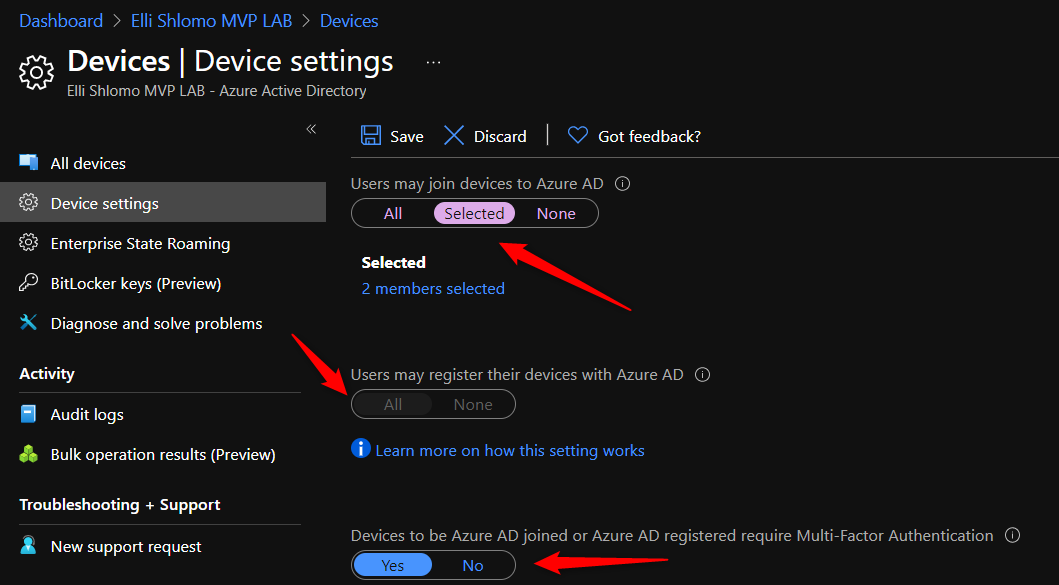 Dashboard > Elli Shlomo MVP LAB > Devices
Devices | Device settings ...
Elli Shlomo MVP LAB - Azure Active Directory
«
All devices
Device settings
Enterprise State Roaming
BitLocker keys (Preview)
Diagnose and solve problems
Activity
Audit logs
Bulk operation results (Preview)
Troubleshooting + Support
New support request
Save Discard | Got feedback?
Users may join devices to Azure AD
All Selected None
Selected
2 members selected
Users may register their devices with Azure AD
All None
Learn more on how this setting works
Devices to be Azure AD joined or Azure AD registered require Multi-Factor Authentication
Yes No